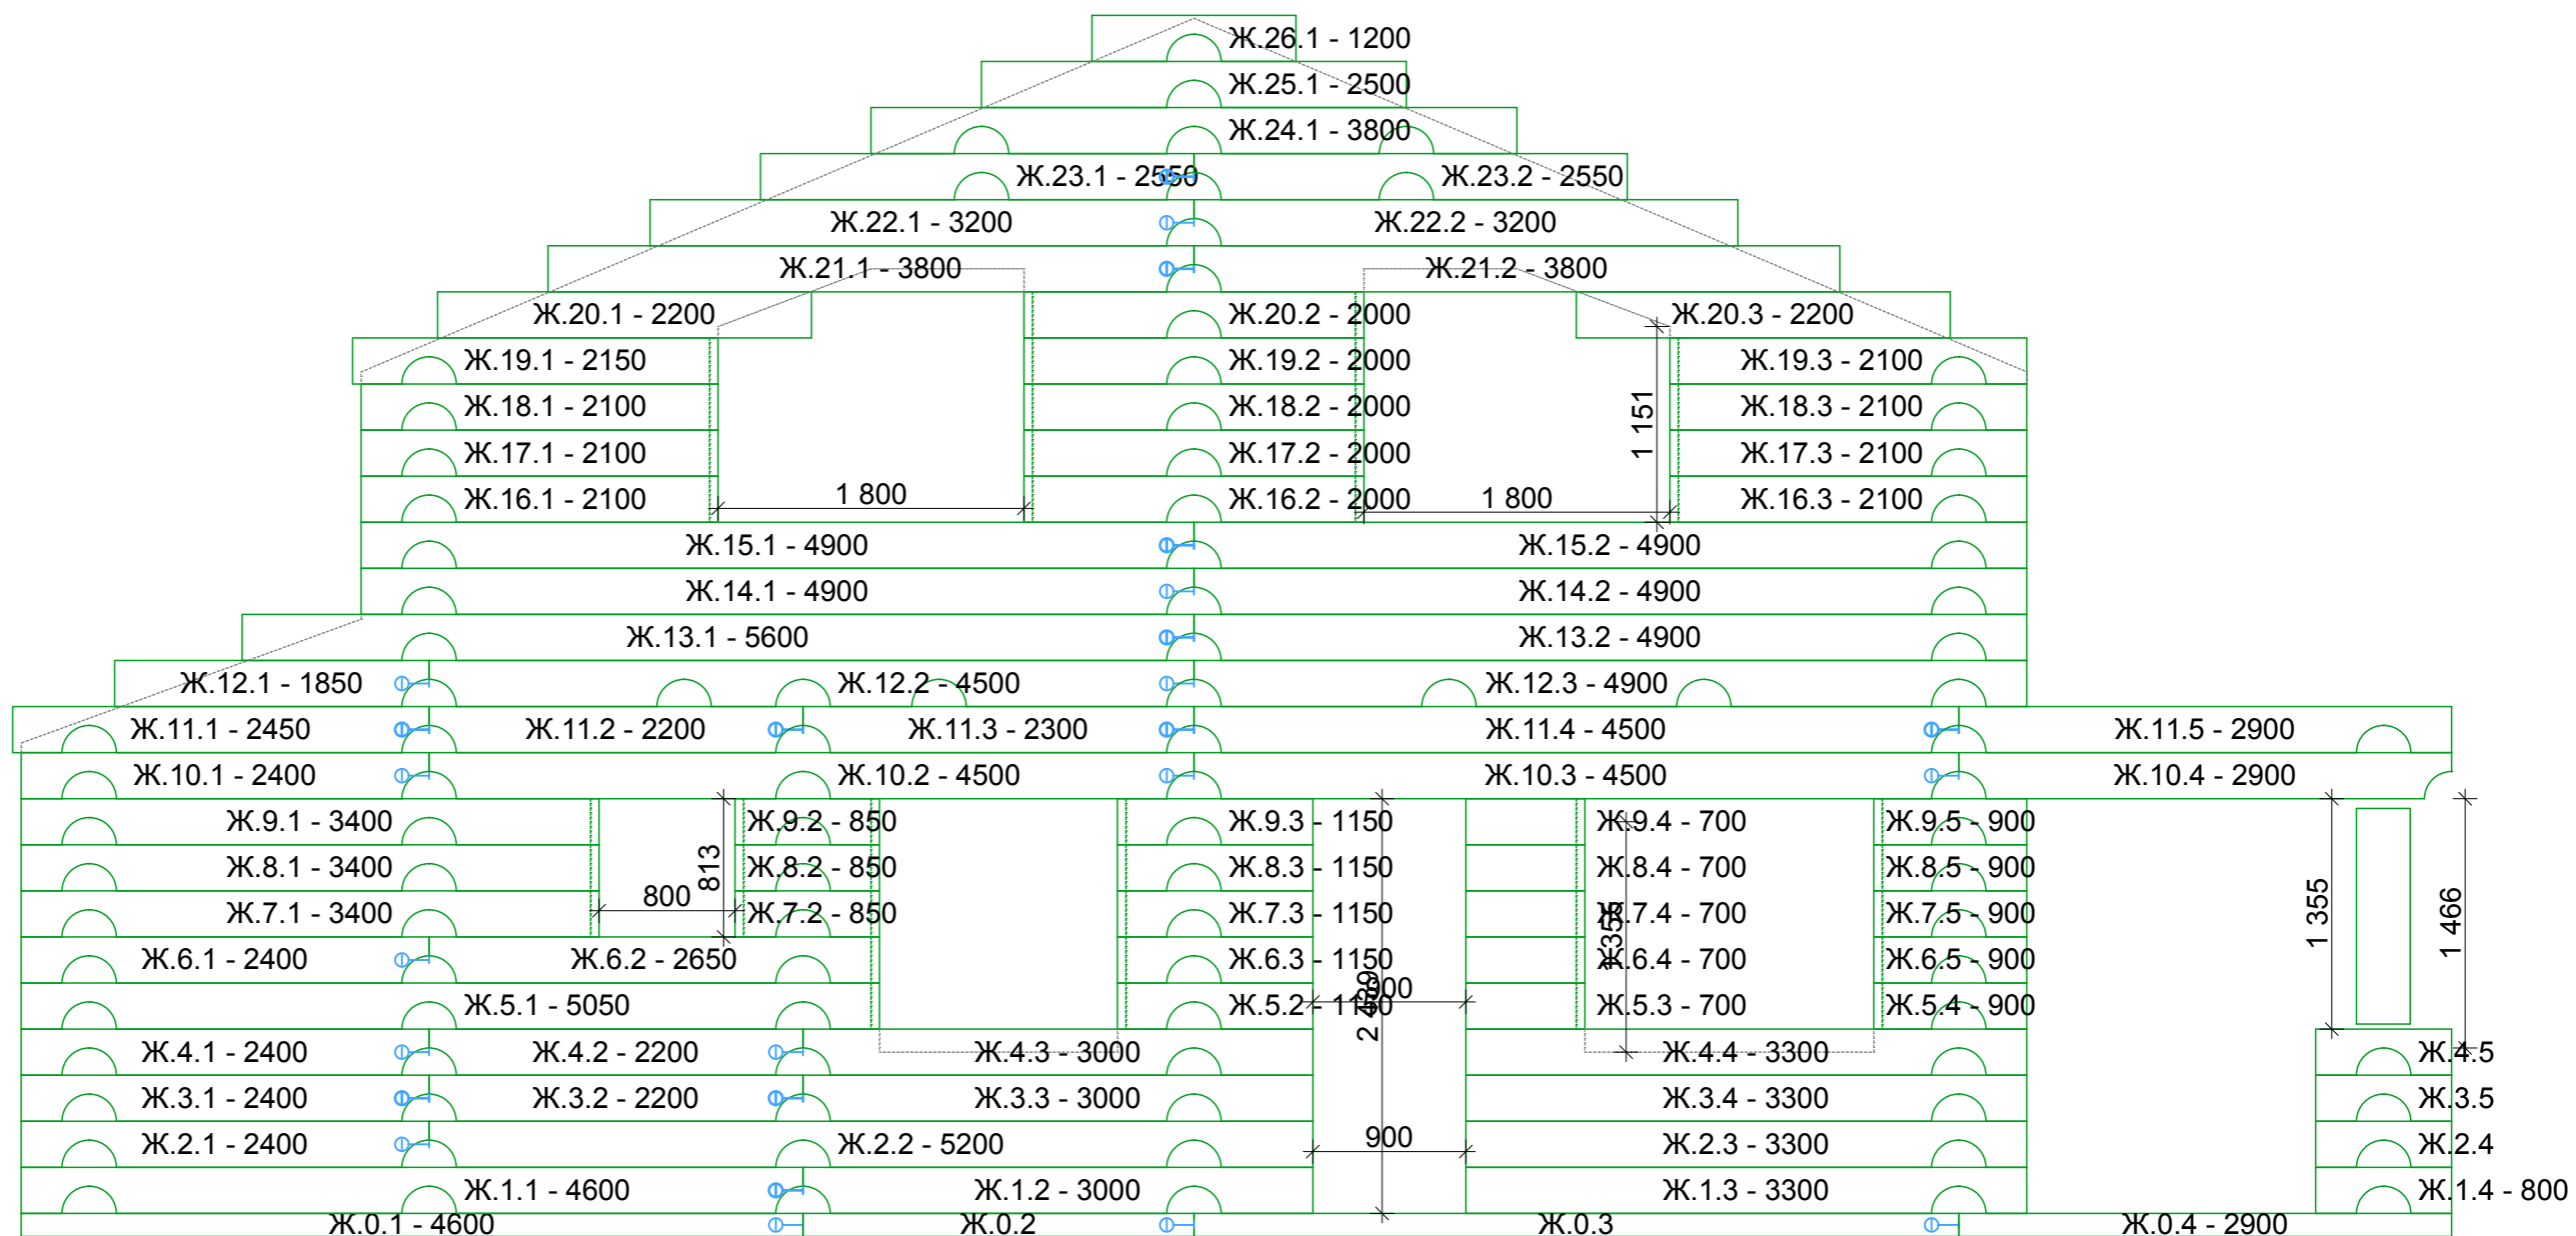 Ж.26.1 - 1200
Ж.25.1 - 2500
Ж.24.1 - 3800
Ж.23.1 - 2550 Ж.23.2 - 2550
Ж.22.1 - 3200 Ж.22.2 - 3200
Ж.21.1 - 3800 Ж.21.2 - 3800
Ж.20.1 - 2200 Ж.20.2 - 2000 Ж.20.3 - 2200
Ж.19.1 - 2150 Ж.19.2 - 2000 Ж.19.3 - 2100
Ж.18.1 - 2100 Ж.18.2 - 2000 1 151 Ж.18.3 - 2100
Ж.17.1 - 2100 Ж.17.2 - 2000 Ж.17.3 - 2100
Ж.16.1 - 2100 1 800 Ж.16.2 - 2000 1 800 Ж.16.3 - 2100
Ж.15.1 - 4900 Ж.15.2 - 4900
Ж.14.1 - 4900 Ж.14.2 - 4900
Ж.13.1 - 5600 Ж.13.2 - 4900
Ж.12.1 - 1850 Ж.12.2 - 4500 Ж.12.3 - 4900
Ж.11.1 - 2450 Ж.11.2 - 2200 Ж.11.3 - 2300 Ж.11.4 - 4500 Ж.11.5 - 2900
Ж.10.1 - 2400 Ж.10.2 - 4500 Ж.10.3 - 4500 Ж.10.4 - 2900
Ж.9.1 - 3400 Ж.9.2 - 850 Ж.9.3 - 1150 Ж.9.4 - 700 Ж.9.5 - 900
Ж.8.1 - 3400 813 Ж.8.2 - 850 Ж.8.3 - 1150 Ж.8.4 - 700 Ж.8.5 - 900
Ж.7.1 - 3400 800 Ж.7.2 - 850 Ж.7.3 - 1150 Ж.7.4 - 700 Ж.7.5 - 900 1 355 1 466
Ж.6.1 - 2400 Ж.6.2 - 2650 Ж.6.3 - 1150 Ж.6.4 - 700 Ж.6.5 - 900
Ж.5.1 - 5050 Ж.5.2 - 1150 900 Ж.5.3 - 700 Ж.5.4 - 900
Ж.4.1 - 2400 Ж.4.2 - 2200 Ж.4.3 - 3000 Ж.4.4 - 3300 Ж.4.5
Ж.3.1 - 2400 Ж.3.2 - 2200 Ж.3.3 - 3000 Ж.3.4 - 3300 Ж.3.5
Ж.2.1 - 2400 Ж.2.2 - 5200 900 Ж.2.3 - 3300 Ж.2.4
Ж.1.1 - 4600 Ж.1.2 - 3000 Ж.1.3 - 3300 Ж.1.4 - 800
Ж.0.1 - 4600 Ж.0.2 Ж.0.3 Ж.0.4 - 2900